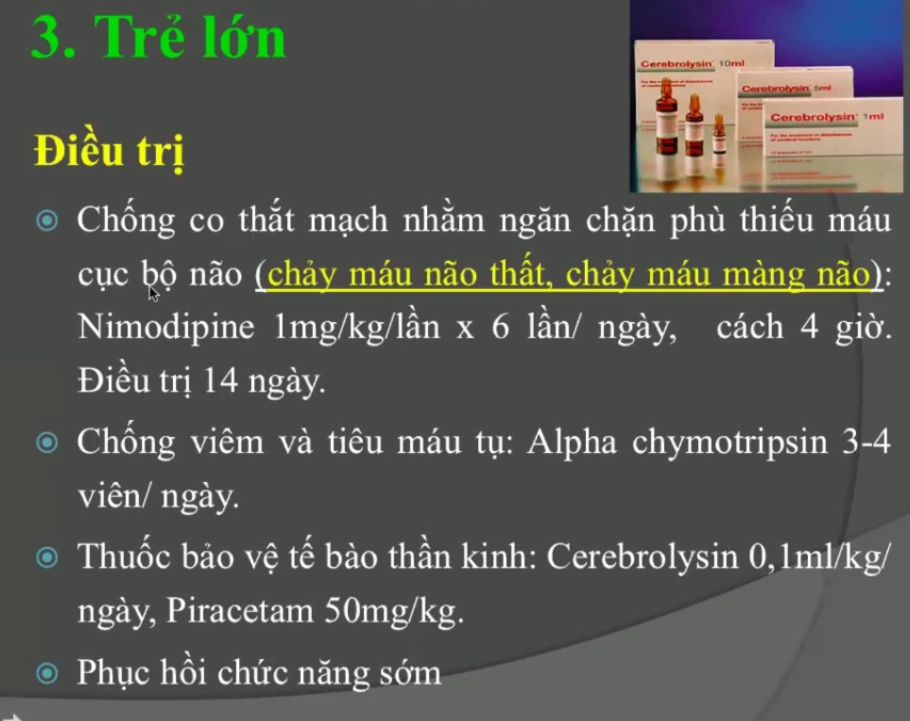 3. Trẻ lớn
Cerebrolysin 10ml
Cerebrolysin 5ml
Cerebrolysin 1ml
Điều trị
Chống co thắt mạch nhằm ngăn chặn phù thiếu máu
cục bộ não (chảy máu não thất, chảy máu màng não):
Nimodipine 1mg/kg/lần x 6 lần/ ngày, cách 4 giờ.
Điều trị 14 ngày.
Chống viêm và tiêu máu tụ: Alpha chymotripsin 3-4
viên/ ngày.
Thuốc bảo vệ tế bào thần kinh: Cerebrolysin 0,1ml/kg/
ngày, Piracetam 50mg/kg.
Phục hồi chức năng sớm